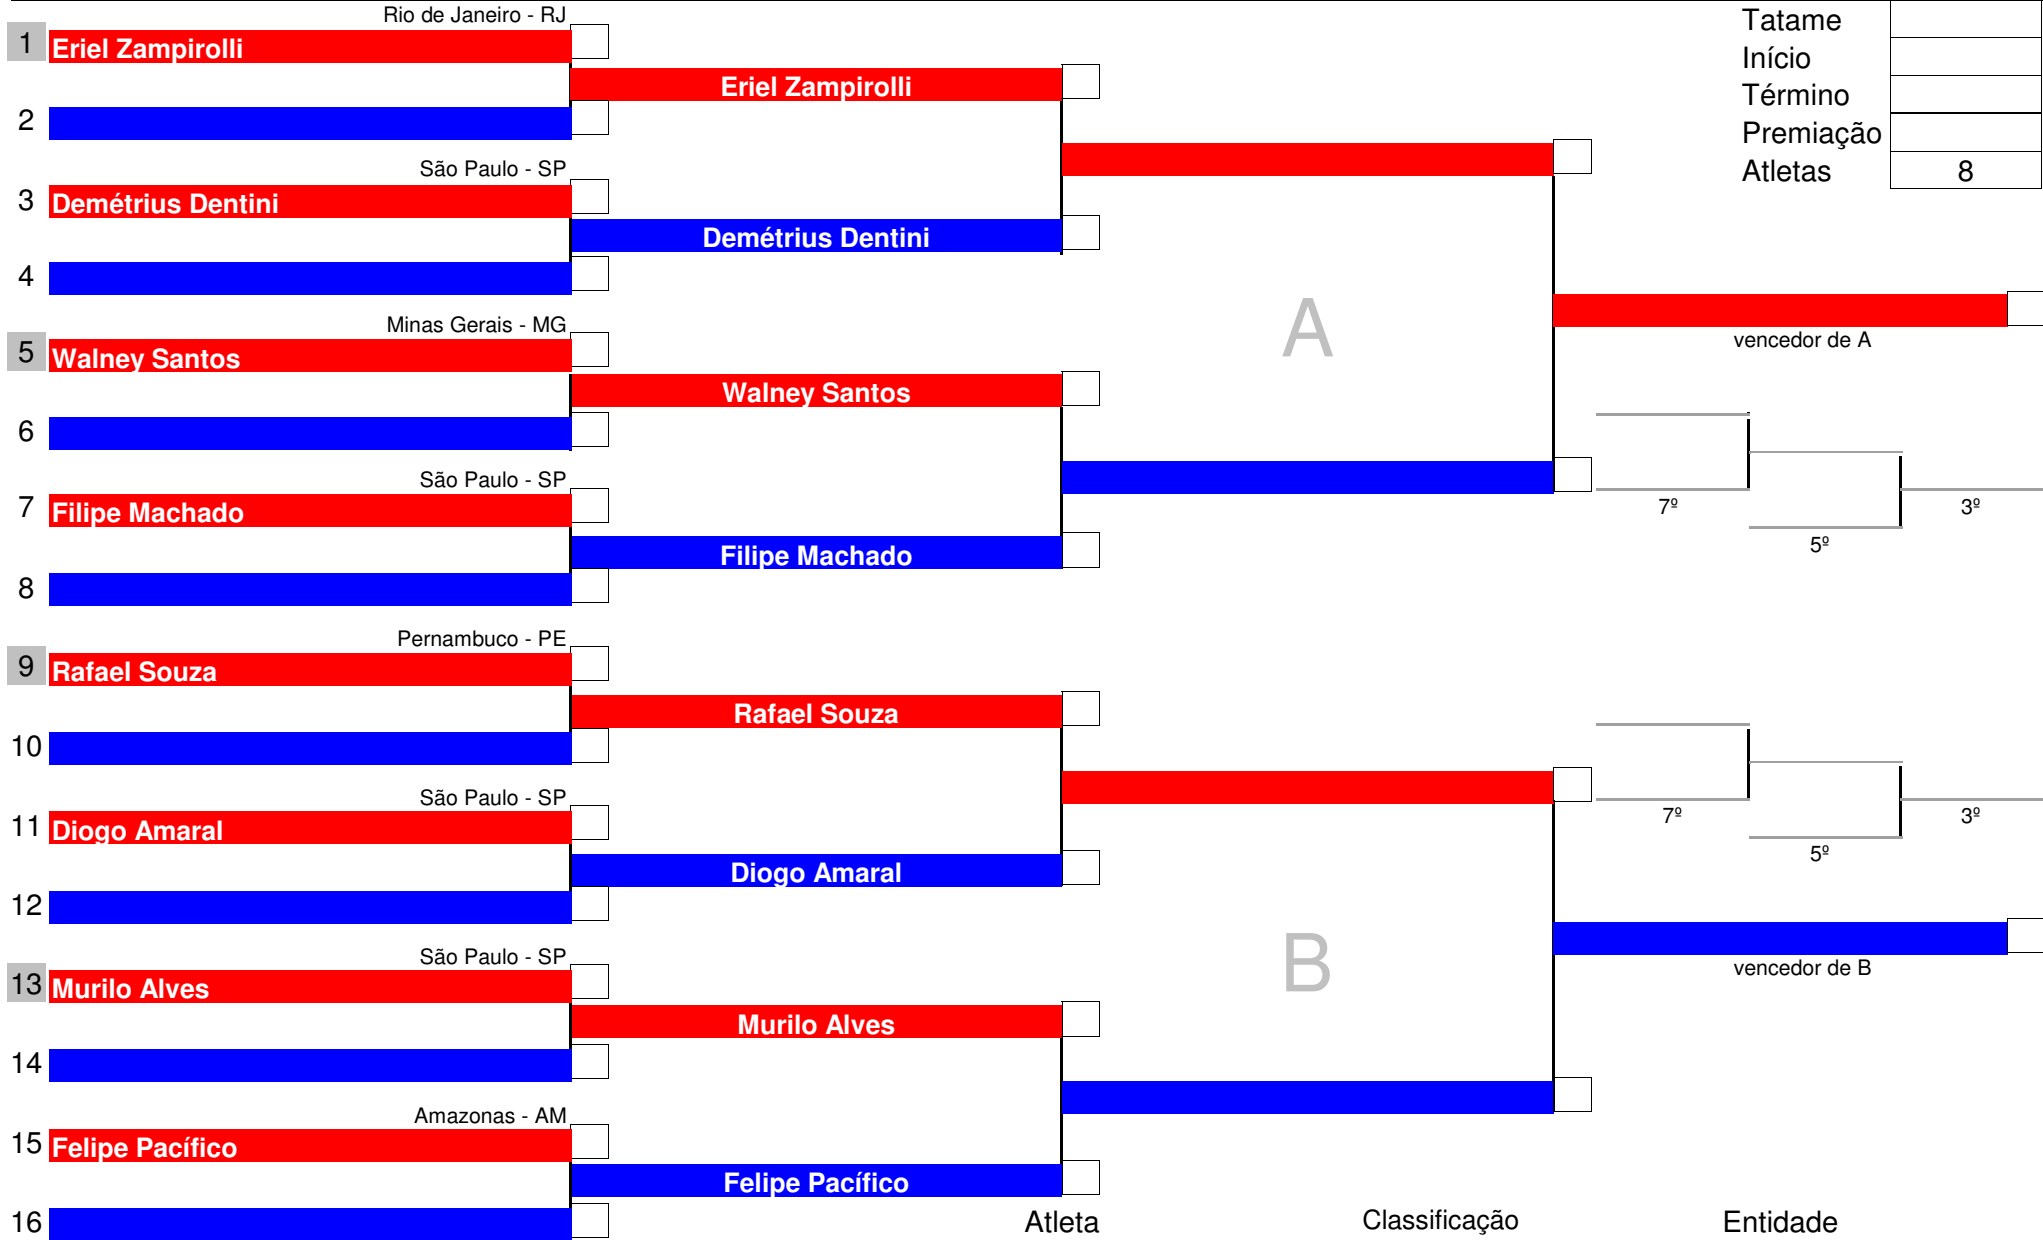 Rio de Janeiro - RJ
Tatame
1 Eriel Zampirolli
Início
Eriel Zampirolli
Término
2
Premiação
São Paulo - SP
Atletas 8
3 Demétrius Dentini
Demétrius Dentini
4
Minas Gerais - MG
A
vencedor de A
5 Walney Santos
Walney Santos
6
São Paulo - SP
7 Filipe Machado
7º
3º
5º
Filipe Machado
8
Pernambuco - PE
9 Rafael Souza
Rafael Souza
10
São Paulo - SP
11 Diogo Amaral
7º
3º
5º
Diogo Amaral
12
São Paulo - SP
B
vencedor de B
13 Murilo Alves
Murilo Alves
14
Amazonas - AM
15 Felipe Pacífico
Felipe Pacífico
16
Atleta Classificação Entidade